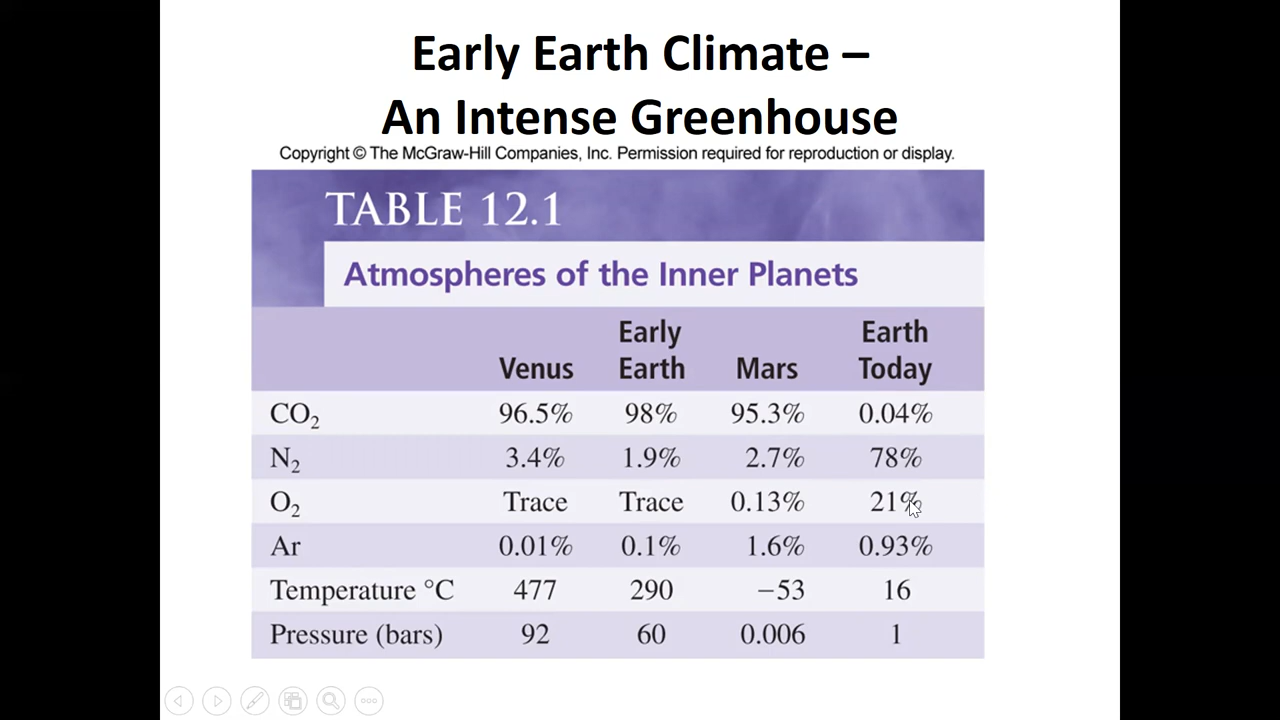 Early Earth Climate –
An Intense Greenhouse
Copyright © The McGraw-Hill Companies, Inc. Permission required for reproduction or display.
TABLE 12.1
Atmospheres of the Inner Planets
Venus Early Earth Mars Earth Today
CO₂ 96.5% 98% 95.3% 0.04%
N₂ 3.4% 1.9% 2.7% 78%
O₂ Trace Trace 0.13% 21%
Ar 0.01% 0.1% 1.6% 0.93%
Temperature °C 477 290 −53 16
Pressure (bars) 92 60 0.006 1